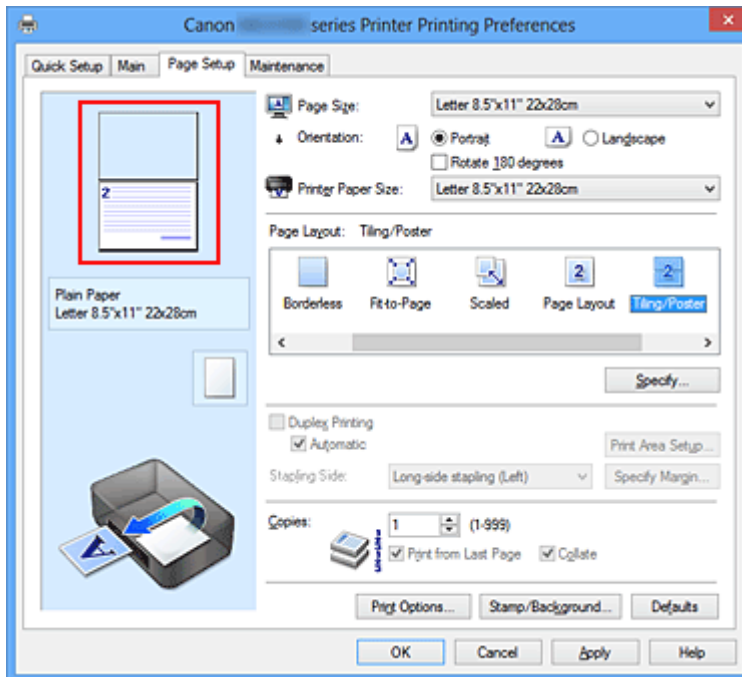 Canon series Printer Printing Preferences
Quick Setup Main Page Setup Maintenance
2
Plain Paper
Letter 8.5"x11" 22x28cm
Page Size: Letter 8.5"x11" 22x28cm
Orientation: A Portrait A Landscape
Rotate 180 degrees
Printer Paper Size: Letter 8.5"x11" 22x28cm
Page Layout: Tiling/Poster
2 2
Borderless Fit-to-Page Scaled Page Layout Tiling/Poster
Specify...
Duplex Printing
Automatic Print Area Setup...
Stapling Side: Long-side stapling (Left) Specify Margin...
Copies: 1 (1-999)
Print from Last Page Collate
A
Print Options... Stamp/Background... Defaults
OK Cancel Apply Help